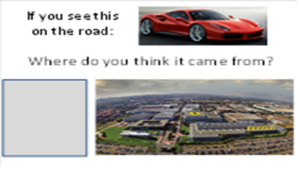 If you see this
on the road:
Where do you think it came from?